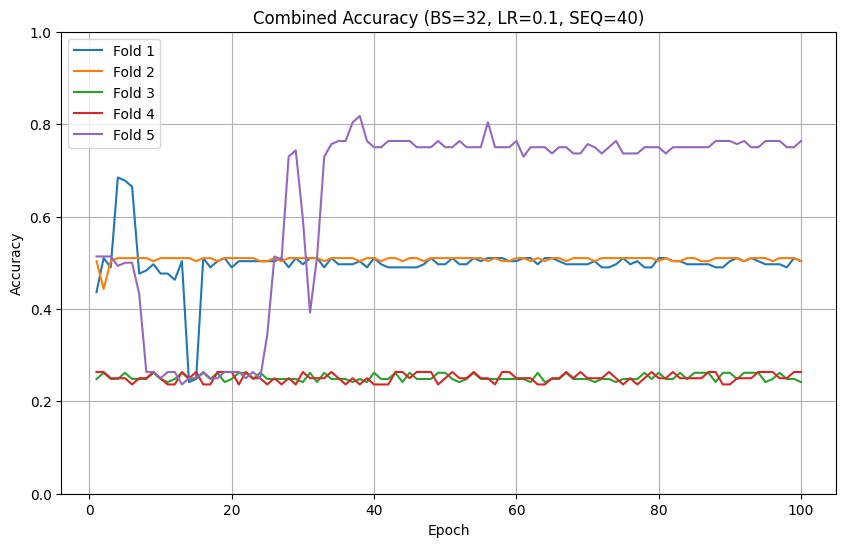 Combined Accuracy (BS=32, LR=0.1, SEQ=40)
Fold 1
Fold 2
Fold 3
Fold 4
Fold 5
1.0
0.8
0.6
0.4
0.2
0.0
Accuracy
0 20 40 60 80 100
Epoch